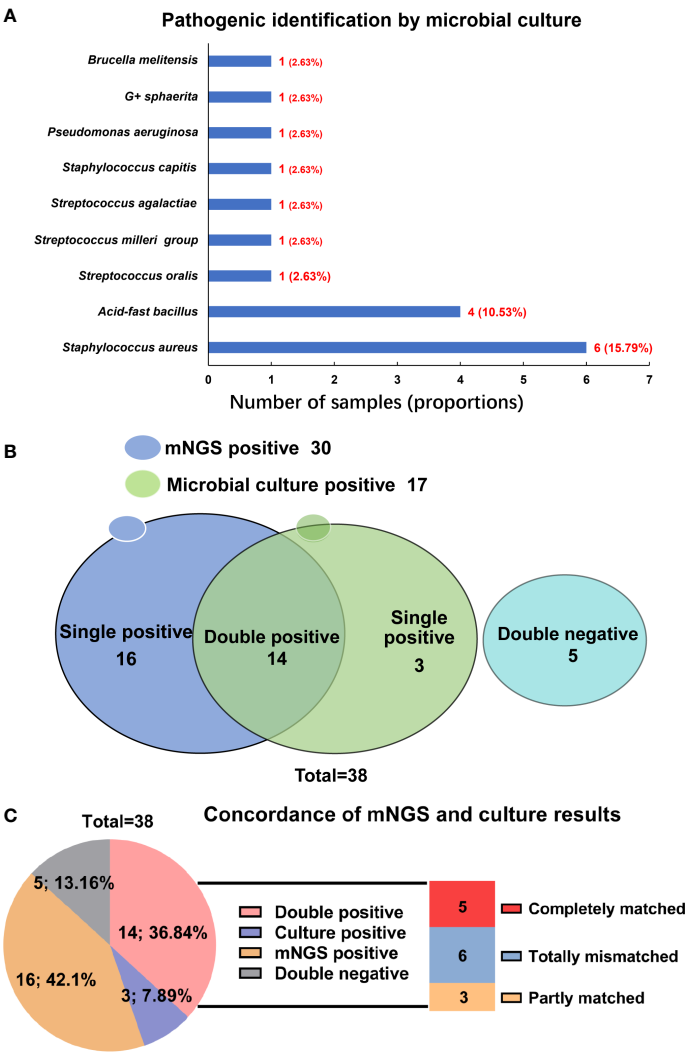 A
Pathogenic identification by microbial culture
Brucella melitensis 1 (2.63%)
G+ sphaerita 1 (2.63%)
Pseudomonas aeruginosa 1 (2.63%)
Staphylococcus capitis 1 (2.63%)
Streptococcus agalactiae 1 (2.63%)
Streptococcus milleri group 1 (2.63%)
Streptococcus oralis 1 (2.63%)
Acid-fast bacillus 4 (10.53%)
Staphylococcus aureus 6 (15.79%)
0 1 2 3 4 5 6 7
Number of samples (proportions)
B
mNGS positive 30
Microbial culture positive 17
Single positive
16
Double positive
14
Single
positive
3
Double negative
5
Total=38
C
Concordance of mNGS and culture results
Total=38
5; 13.16%
14; 36.84%
16; 42.1%
3; 7.89%
Double positive
Culture positive
mNGS positive
Double negative
5 Completely matched
6 Totally mismatched
3 Partly matched